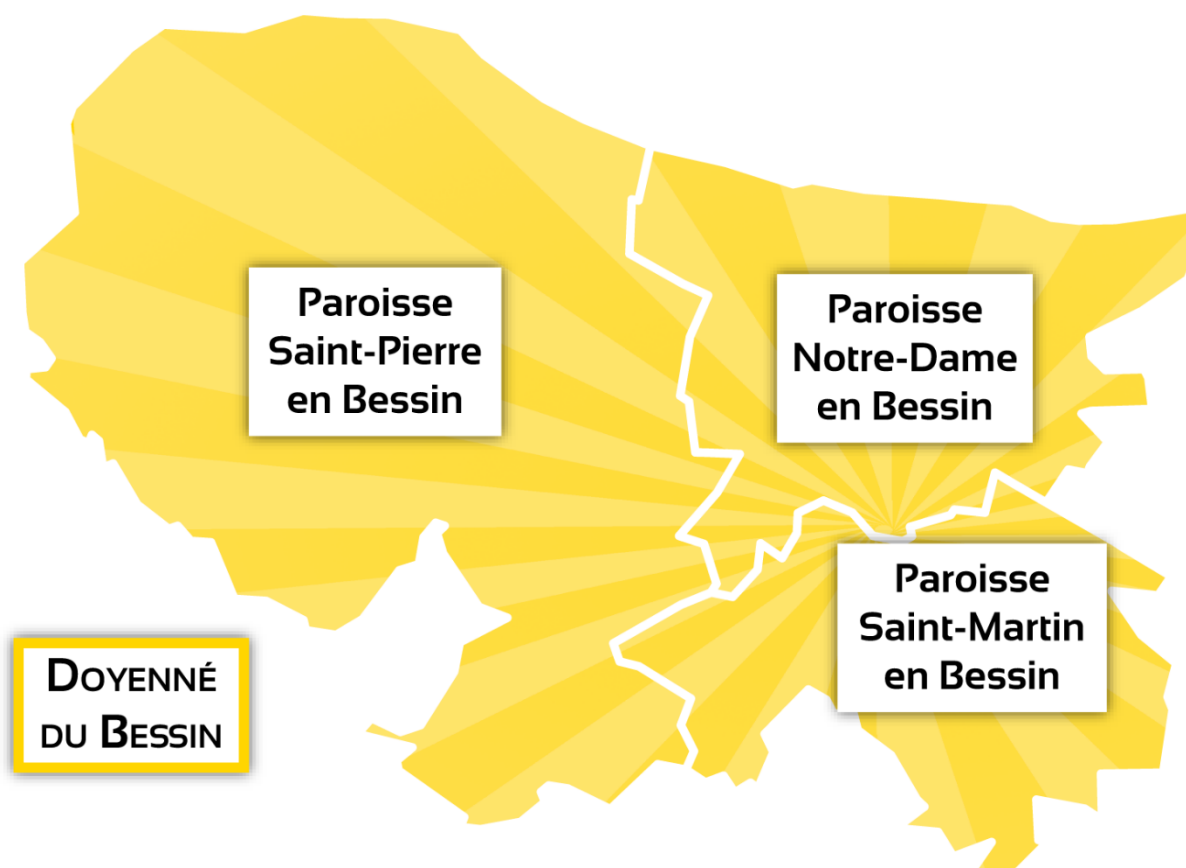 Paroisse
Saint-Pierre
en Bessin
Paroisse
Notre-Dame
en Bessin
Paroisse
Saint-Martin
en Bessin
DOYENNÉ
DU BESSIN